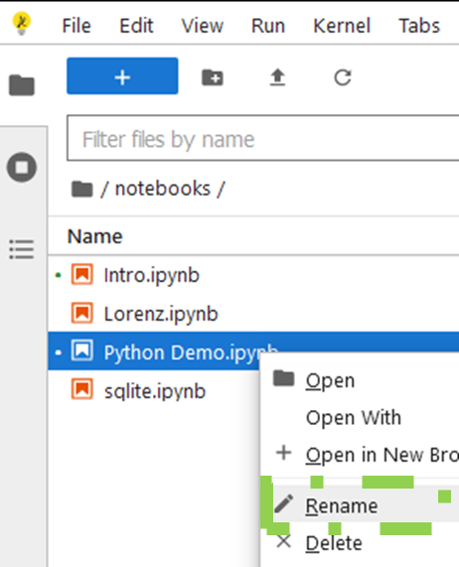 File Edit View Run Kernel Tabs
+
Filter files by name
/ notebooks /
Name
Intro.ipynb
Lorenz.ipynb
Python Demo.ipynb
sqlite.ipynb
Open
Open With
Open in New Bro
Rename
Delete